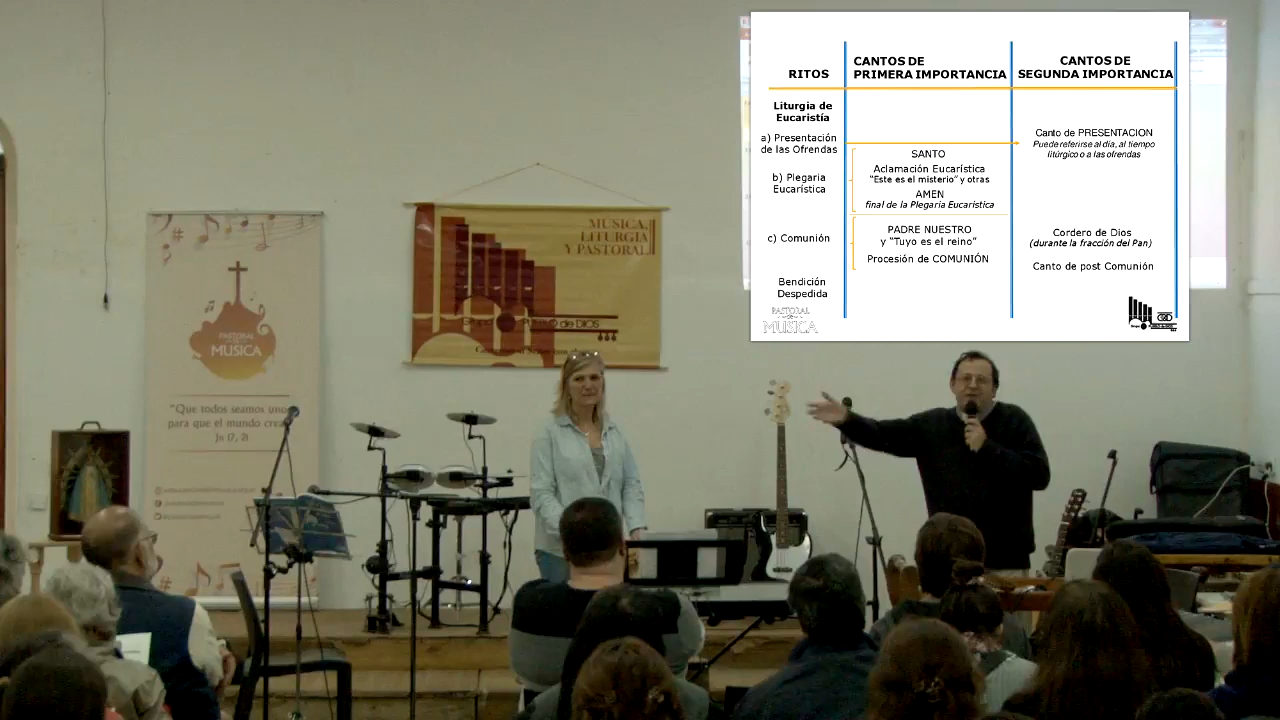 RITOS
CANTOS DE
PRIMERA IMPORTANCIA
CANTOS DE
SEGUNDA IMPORTANCIA
Liturgia de
Eucaristía
a) Presentación
de las Ofrendas
Canto de PRESENTACION
Puede referirse al día, al tiempo
litúrgico o a las ofrendas
b) Plegaria
Eucarística
SANTO
Aclamación Eucarística
"Este es el misterio" y otras
AMEN
final de la Plegaria Eucaristica
c) Comunión
PADRE NUESTRO
y "Tuyo es el reino"
Procesión de COMUNIÓN
Cordero de Dios
(durante la fracción del Pan)
Canto de post Comunión
Bendición
Despedida
PASTORAL
MUSICA
MUSICA,
LITURGIA
Y PASTORAL
de DIOS
PASTORAL
MUSICA
"Que todos seamos uno
para que el mundo crea
Jn 17, 21